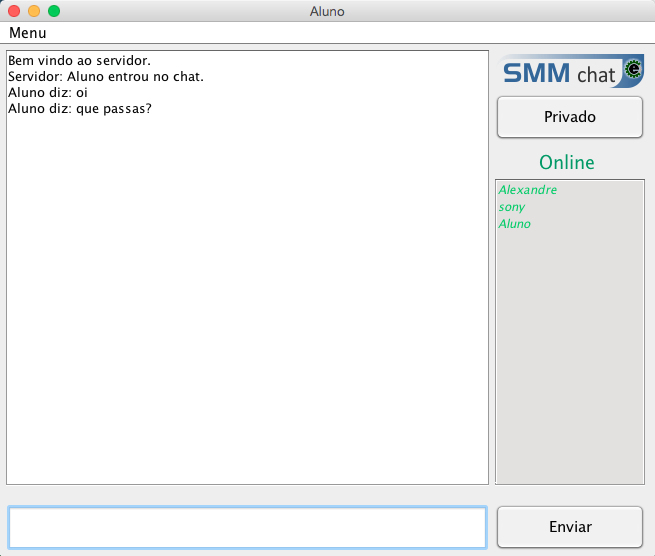 Aluno
Menu
Bem vindo ao servidor.
Servidor: Aluno entrou no chat.
Aluno diz: oi
Aluno diz: que passas?
SMM chat
Privado
Online
Alexandre
sony
Aluno
Enviar